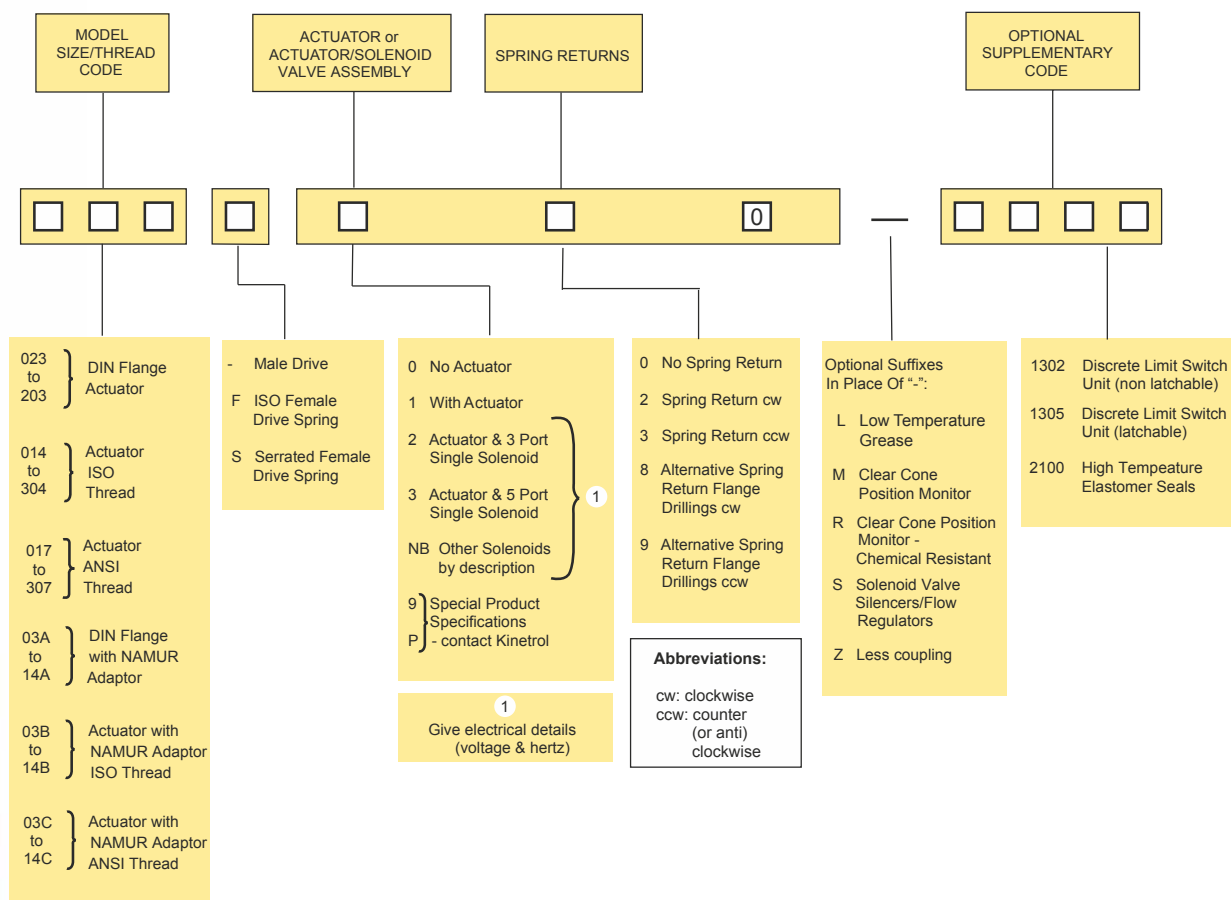 MODEL
SIZE/THREAD
CODE
ACTUATOR or
ACTUATOR/SOLENOID
VALVE ASSEMBLY
SPRING RETURNS
OPTIONAL
SUPPLEMENTARY
CODE
0
—
023
to
203
DIN Flange
Actuator
014
to
304
Actuator
ISO
Thread
017
to
307
Actuator
ANSI
Thread
03A
to
14A
DIN Flange
with NAMUR
Adaptor
03B
to
14B
Actuator with
NAMUR Adaptor
ISO Thread
03C
to
14C
Actuator with
NAMUR Adaptor
ANSI Thread
- Male Drive
F ISO Female
Drive Spring
S Serrated Female
Drive Spring
0 No Actuator
1 With Actuator
2 Actuator & 3 Port
Single Solenoid
3 Actuator & 5 Port
Single Solenoid
NB Other Solenoids
by description
1
9 Special Product
Specifications
P - contact Kinetrol
1
Give electrical details
(voltage & hertz)
0 No Spring Return
2 Spring Return cw
3 Spring Return ccw
8 Alternative Spring
Return Flange
Drillings cw
9 Alternative Spring
Return Flange
Drillings ccw
Abbreviations:
cw: clockwise
ccw: counter
(or anti)
clockwise
Optional Suffixes
In Place Of “-”:
L Low Temperature
Grease
M Clear Cone
Position Monitor
R Clear Cone Position
Monitor -
Chemical Resistant
S Solenoid Valve
Silencers/Flow
Regulators
Z Less coupling
1302 Discrete Limit Switch
Unit (non latchable)
1305 Discrete Limit Switch
Unit (latchable)
2100 High Tempeature
Elastomer Seals